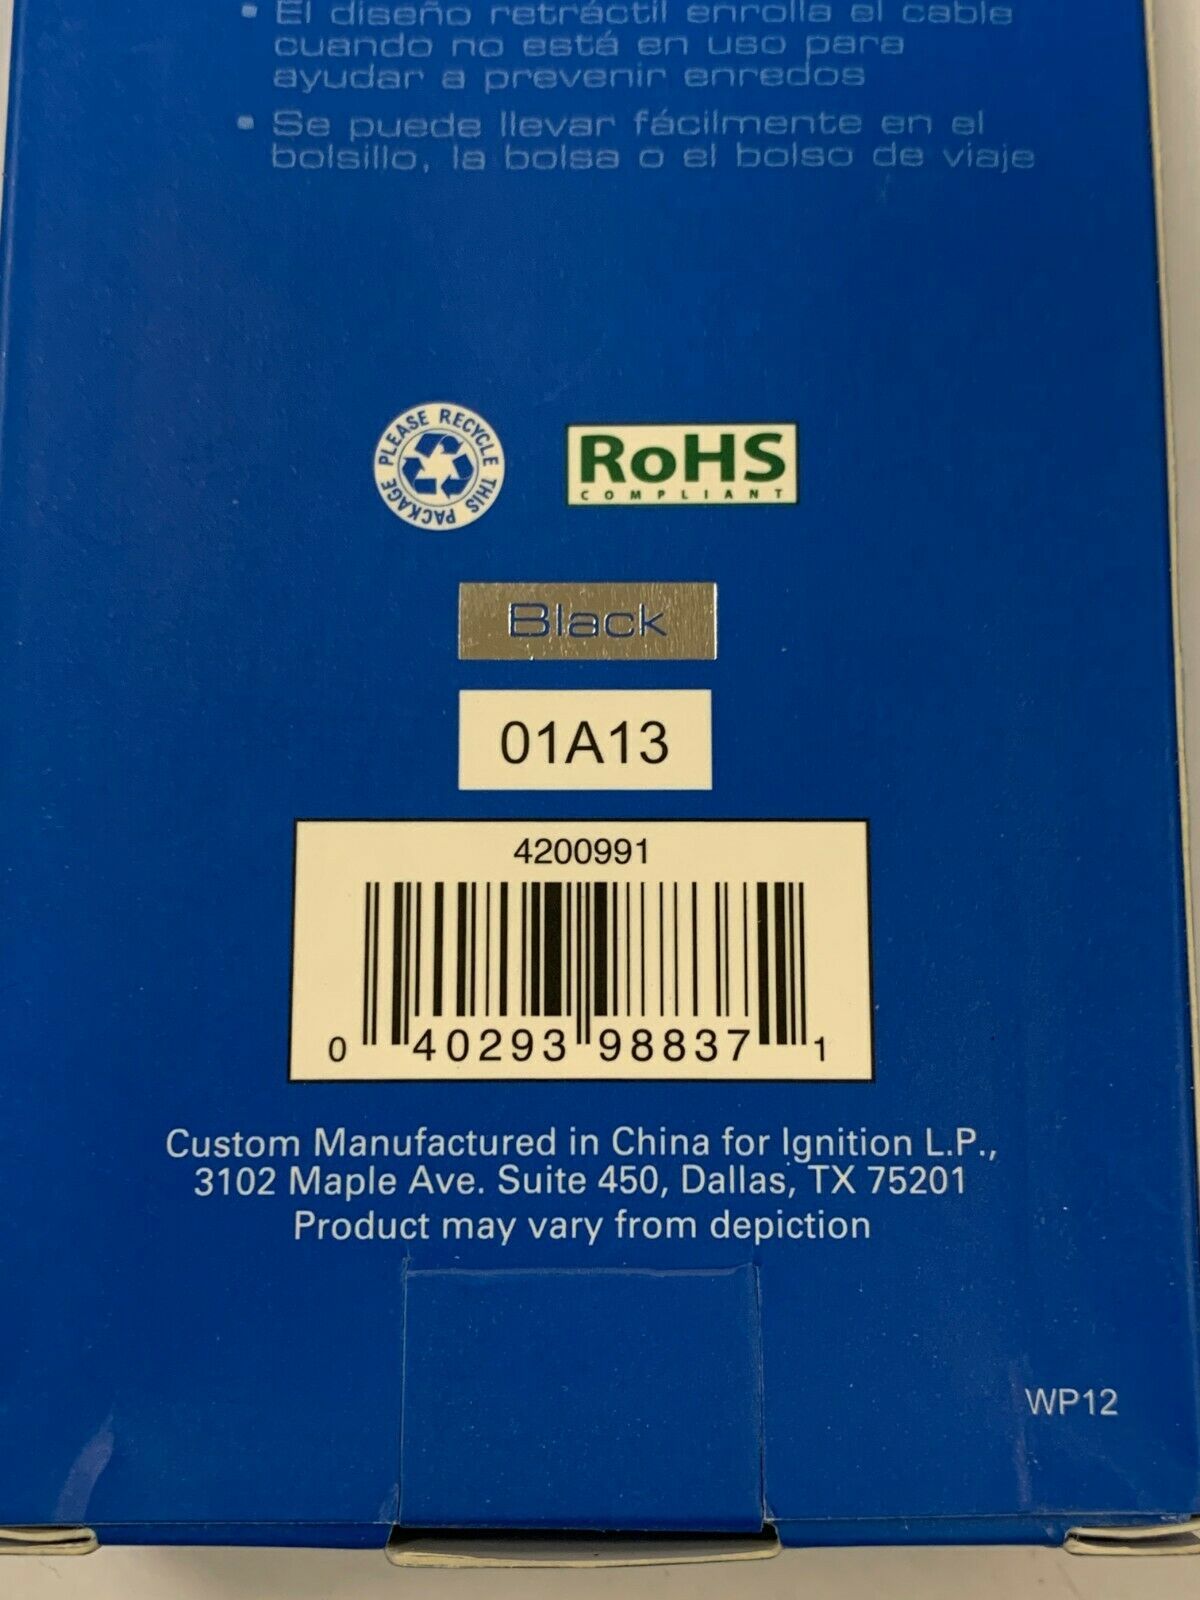 • El diseño retráctil enrolla el cable
cuando no está en uso para
ayudar a prevenir enredos
• Se puede llevar fácilmente en el
bolsillo, la bolsa o el bolso de viaje
PLEASE RECYCLE THIS PACKAGE
RoHS
COMPLIANT
Black
01A13
4200991
0 40293 98837 1
Custom Manufactured in China for Ignition L.P.,
3102 Maple Ave. Suite 450, Dallas, TX 75201
Product may vary from depiction
WP12